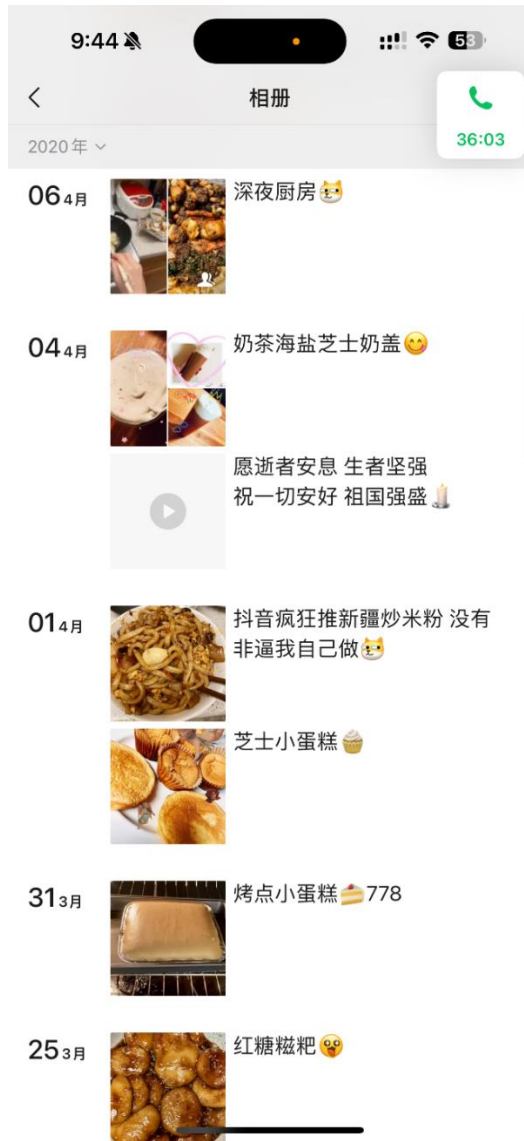 9:44
53
相册
36:03
2020年
06 4月
深夜厨房
04 4月
奶茶海盐芝士奶盖
愿逝者安息 生者坚强
祝一切安好 祖国强盛
01 4月
抖音疯狂推新疆炒米粉 没有
非逼我自己做
芝士小蛋糕
31 3月
烤点小蛋糕🍰778
25 3月
红糖糍粑